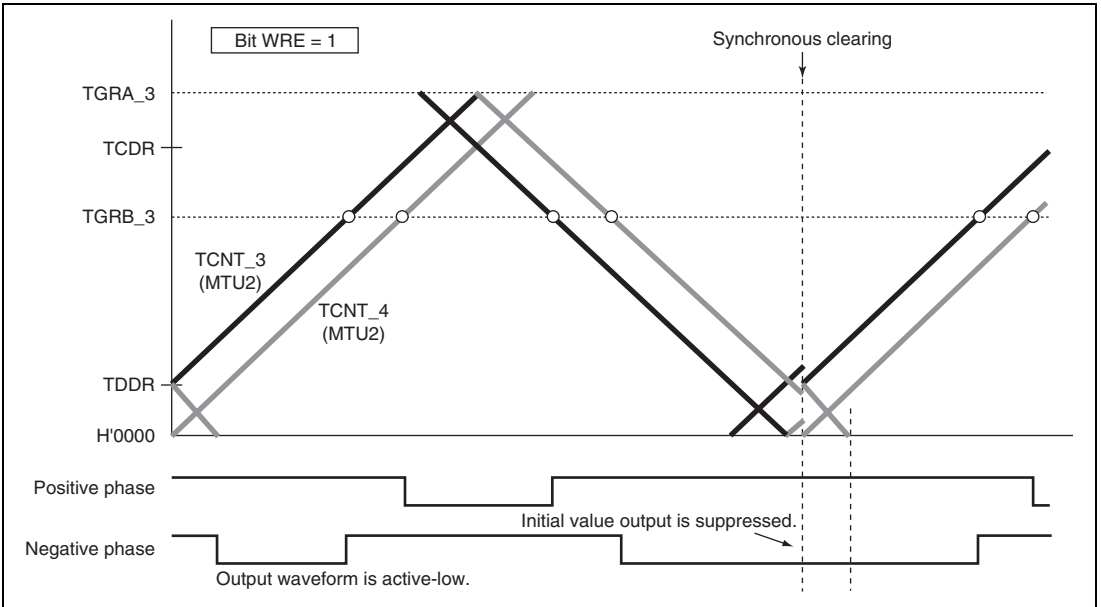 Bit WRE = 1
Synchronous clearing
TGRA_3
TCDR
TGRB_3
TCNT_3
(MTU2)
TCNT_4
(MTU2)
TDDR
H'0000
Positive phase
Initial value output is suppressed.
Negative phase
Output waveform is active-low.